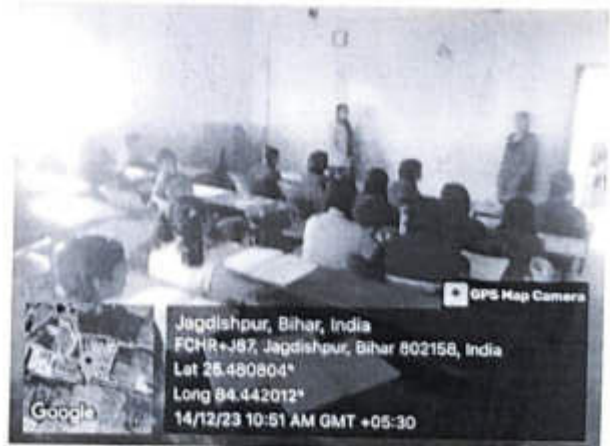 GPS Map Camera
Jagdishpur, Bihar, India
FCHR+J87, Jagdishpur, Bihar 802158, India
Lat 25.480804°
Long 84.442012°
14/12/23 10:51 AM GMT +05:30
Google